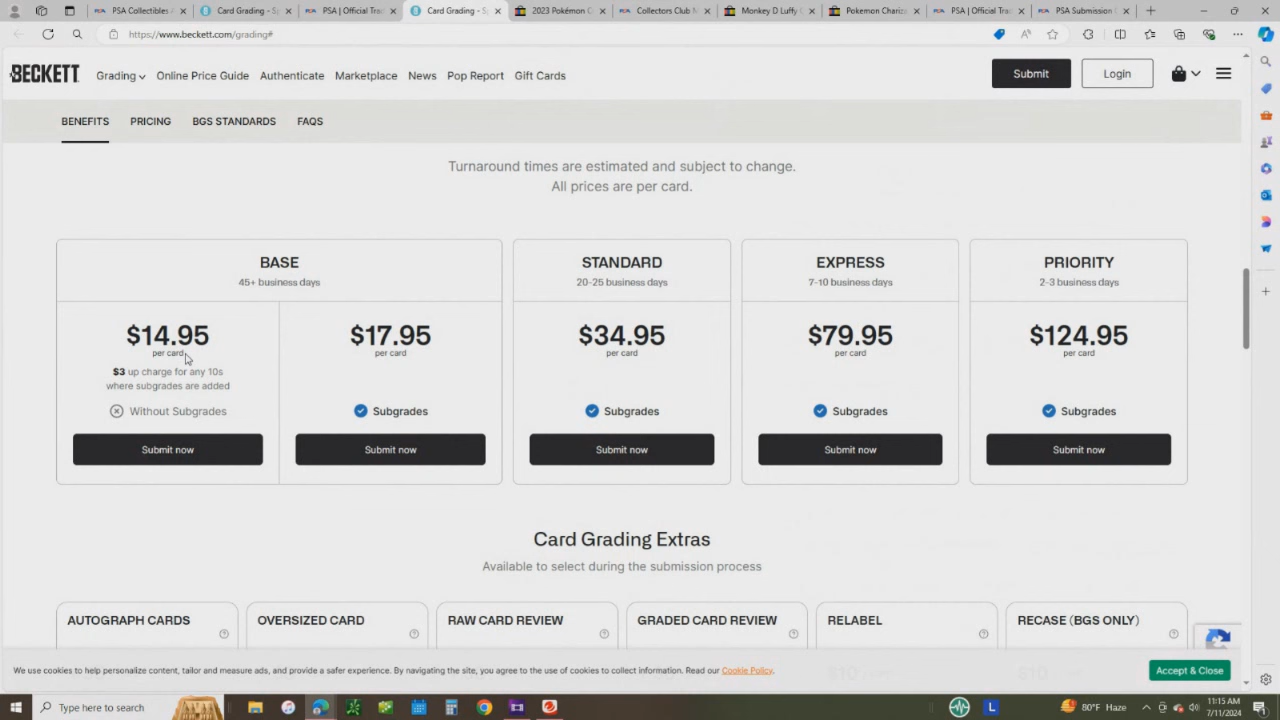 PSA Collectibles A
Card Grading - Sp
PSA | Official Trad
Card Grading - Sp
2023 Pokémon C
Collectors Club M
Monkey D Luffy
Pokemon Chariz
PSA | Official Trad
PSA Submission
https://www.beckett.com/grading#
BECKETT
Grading
Online Price Guide
Authenticate
Marketplace
News
Pop Report
Gift Cards
Submit
Login
BENEFITS
PRICING
BGS STANDARDS
FAQS
Turnaround times are estimated and subject to change.
All prices are per card.
BASE
45+ business days
$14.95
per card
$3 up charge for any 10s
where subgrades are added
Without Subgrades
Submit now
$17.95
per card
Subgrades
Submit now
STANDARD
20-25 business days
$34.95
per card
Subgrades
Submit now
EXPRESS
7-10 business days
$79.95
per card
Subgrades
Submit now
PRIORITY
2-3 business days
$124.95
per card
Subgrades
Submit now
Card Grading Extras
Available to select during the submission process
AUTOGRAPH CARDS
OVERSIZED CARD
RAW CARD REVIEW
GRADED CARD REVIEW
RELABEL
RECASE (BGS ONLY)
We use cookies to help personalize content, tailor and measure ads, and provide a safer experience. By navigating the site, you agree to the use of cookies to collect information. Read our Cookie Policy.
Accept & Close
Type here to search
80°F Haze
11:15 AM
7/11/2024